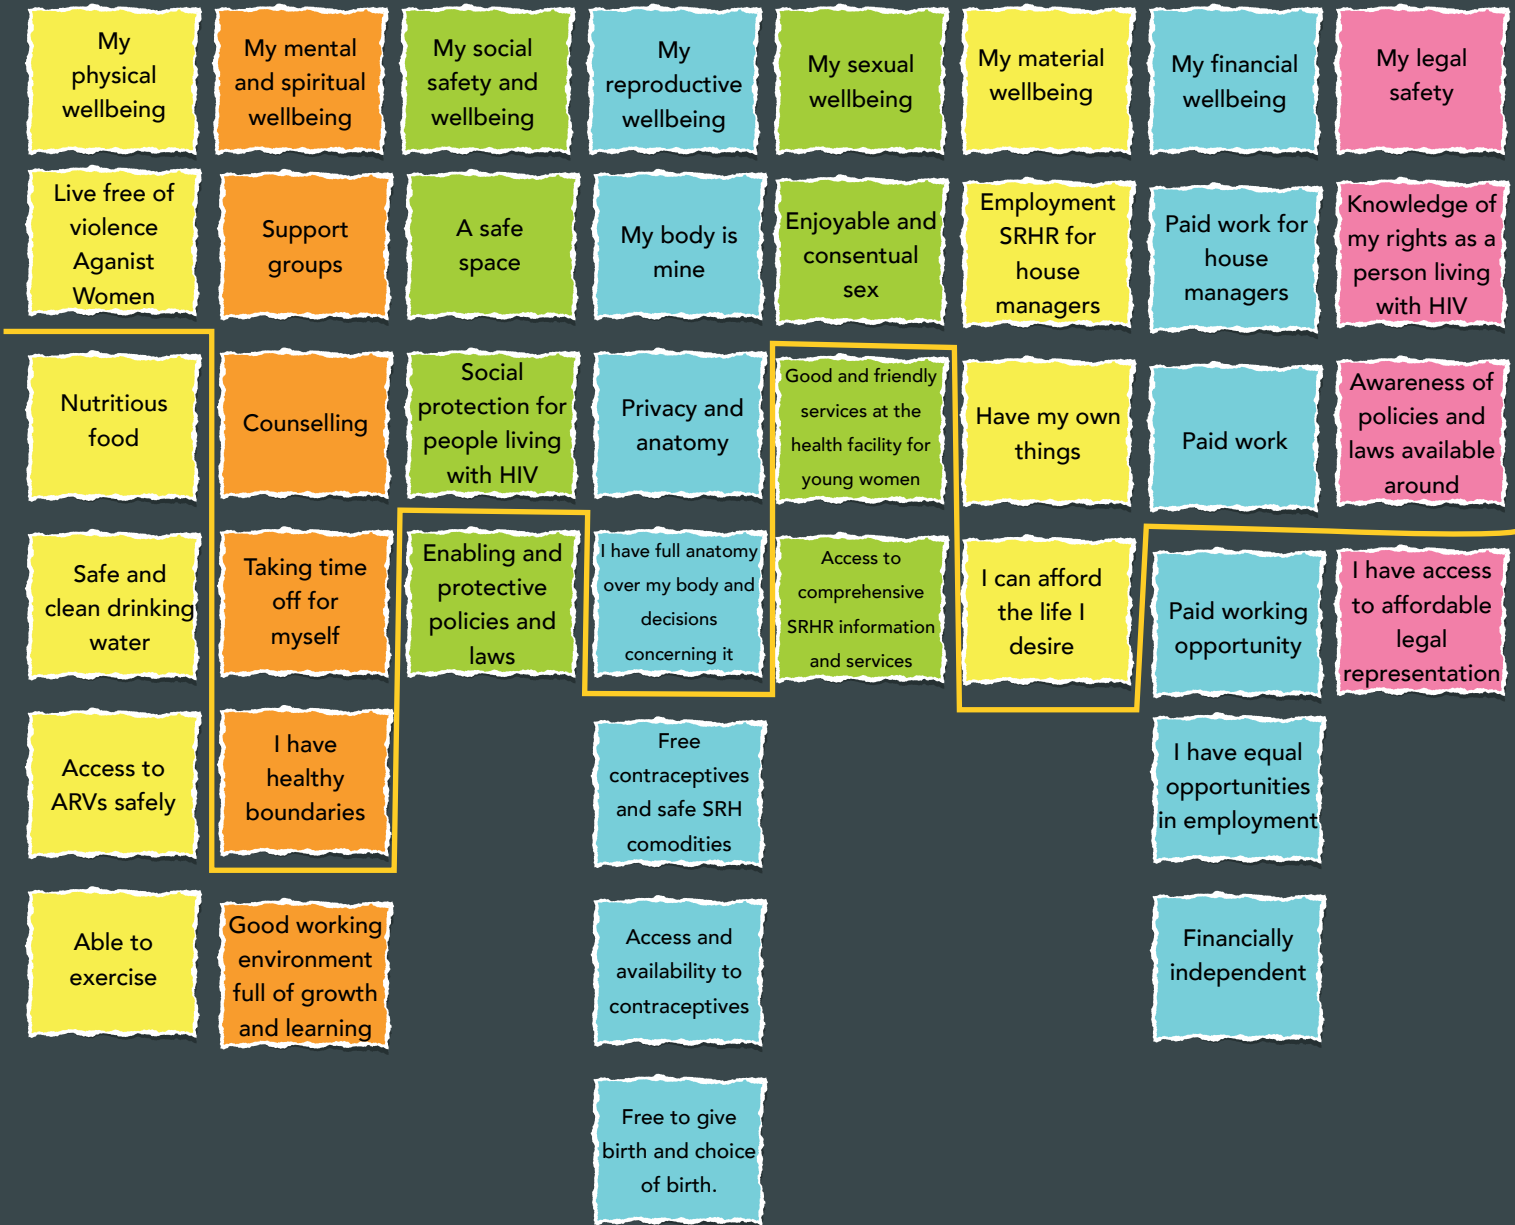 My
physical
wellbeing
My mental
and spiritual
wellbeing
My social
safety and
wellbeing
My
reproductive
wellbeing
My sexual
wellbeing
My material
wellbeing
My financial
wellbeing
My legal
safety
Live free of
violence
Aganist
Women
Support
groups
A safe
space
My body is
mine
Enjoyable and
consentual
sex
Employment
SRHR for
house
managers
Paid work for
house
managers
Knowledge of
my rights as a
person living
with HIV
Nutritious
food
Counselling
Social
protection for
people living
with HIV
Privacy and
anatomy
Good and friendly
services at the
health facility for
young women
Have my own
things
Paid work
Awareness of
policies and
laws available
around
Safe and
clean drinking
water
Taking time
off for
myself
Enabling and
protective
policies and
laws
I have full anatomy
over my body and
decisions
concerning it
Access to
comprehensive
SRHR information
and services
I can afford
the life I
desire
Paid working
opportunity
I have access
to affordable
legal
representation
Access to
ARVs safely
I have
healthy
boundaries
Free
contraceptives
and safe SRH
comodities
I have equal
opportunities
in employment
Able to
exercise
Good working
environment
full of growth
and learning
Access and
availability to
contraceptives
Financially
independent
Free to give
birth and choice
of birth.